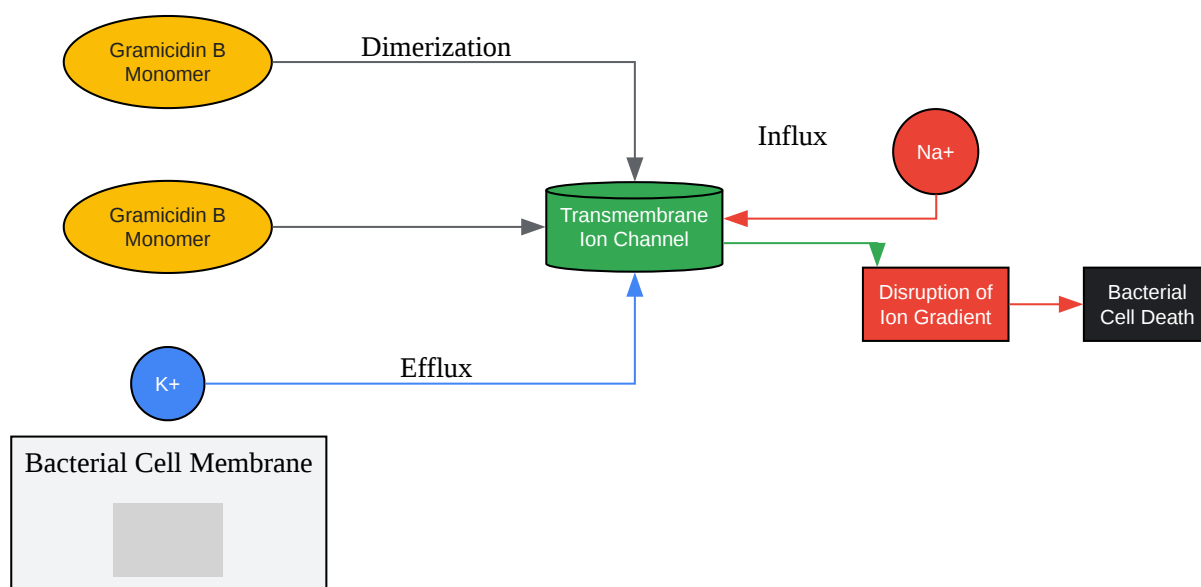 Gramicidin B
Monomer
Dimerization
Influx
Na+
Gramicidin B
Monomer
Transmembrane
Ion Channel
Disruption of
Ion Gradient
Bacterial
Cell Death
K+
Efflux
Bacterial Cell Membrane